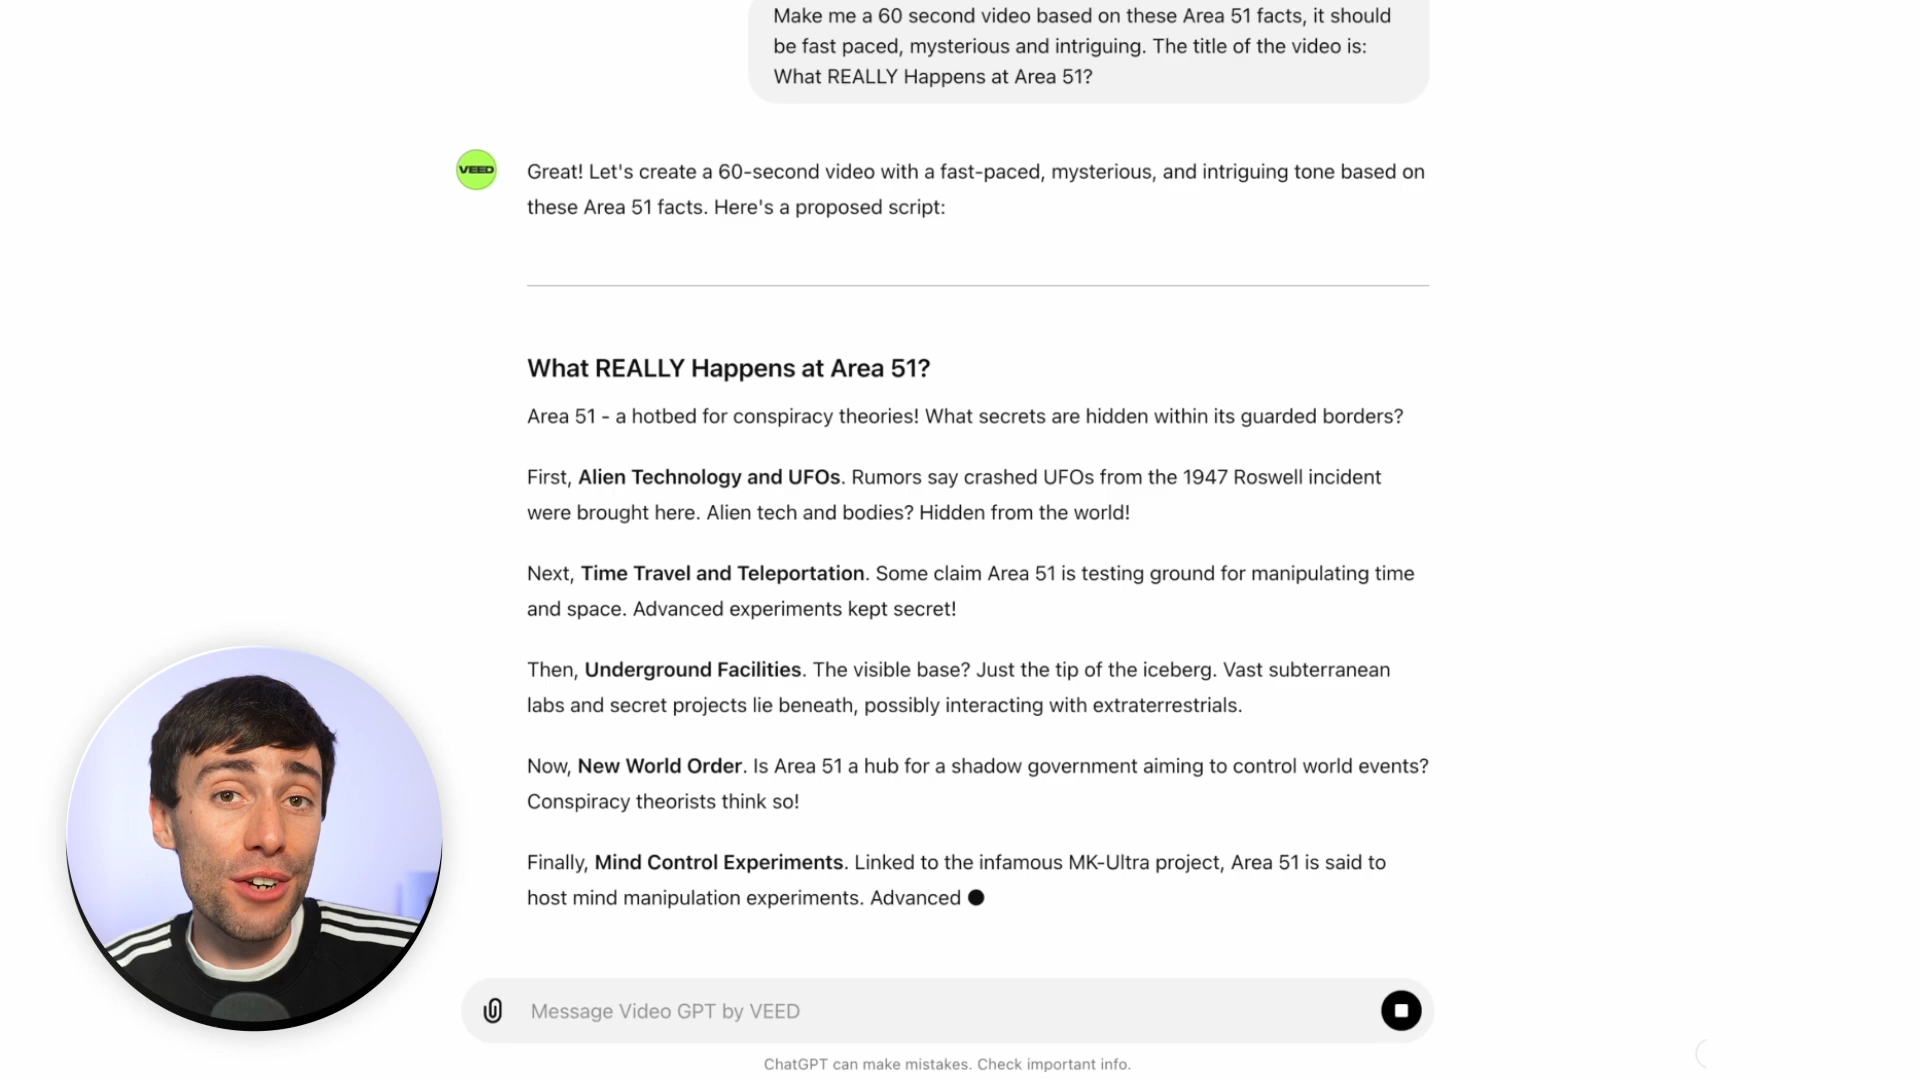 Make me a 60 second video based on these Area 51 facts, it should
be fast paced, mysterious and intriguing. The title of the video is:
What REALLY Happens at Area 51?
VEED
Great! Let's create a 60-second video with a fast-paced, mysterious, and intriguing tone based on
these Area 51 facts. Here's a proposed script:
What REALLY Happens at Area 51?
Area 51 - a hotbed for conspiracy theories! What secrets are hidden within its guarded borders?
First, Alien Technology and UFOs. Rumors say crashed UFOs from the 1947 Roswell incident
were brought here. Alien tech and bodies? Hidden from the world!
Next, Time Travel and Teleportation. Some claim Area 51 is testing ground for manipulating time
and space. Advanced experiments kept secret!
Then, Underground Facilities. The visible base? Just the tip of the iceberg. Vast subterranean
labs and secret projects lie beneath, possibly interacting with extraterrestrials.
Now, New World Order. Is Area 51 a hub for a shadow government aiming to control world events?
Conspiracy theorists think so!
Finally, Mind Control Experiments. Linked to the infamous MK-Ultra project, Area 51 is said to
host mind manipulation experiments. Advanced
Message Video GPT by VEED
ChatGPT can make mistakes. Check important info.